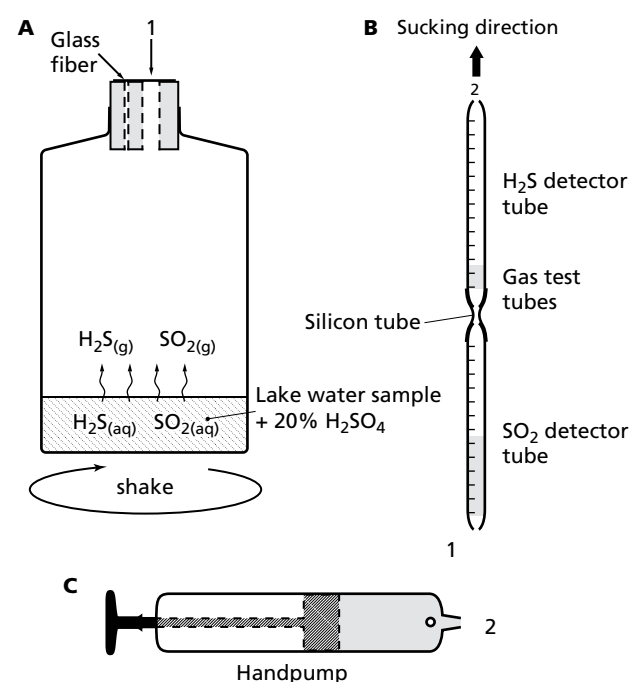 A
Glass
fiber
1
H₂S(g) SO₂(g)
H₂S(aq) SO₂(aq)
Lake water sample
+ 20% H₂SO₄
shake
B
Sucking direction
2
H₂S detector
tube
Gas test
tubes
Silicon tube
SO₂ detector
tube
1
C
2
Handpump